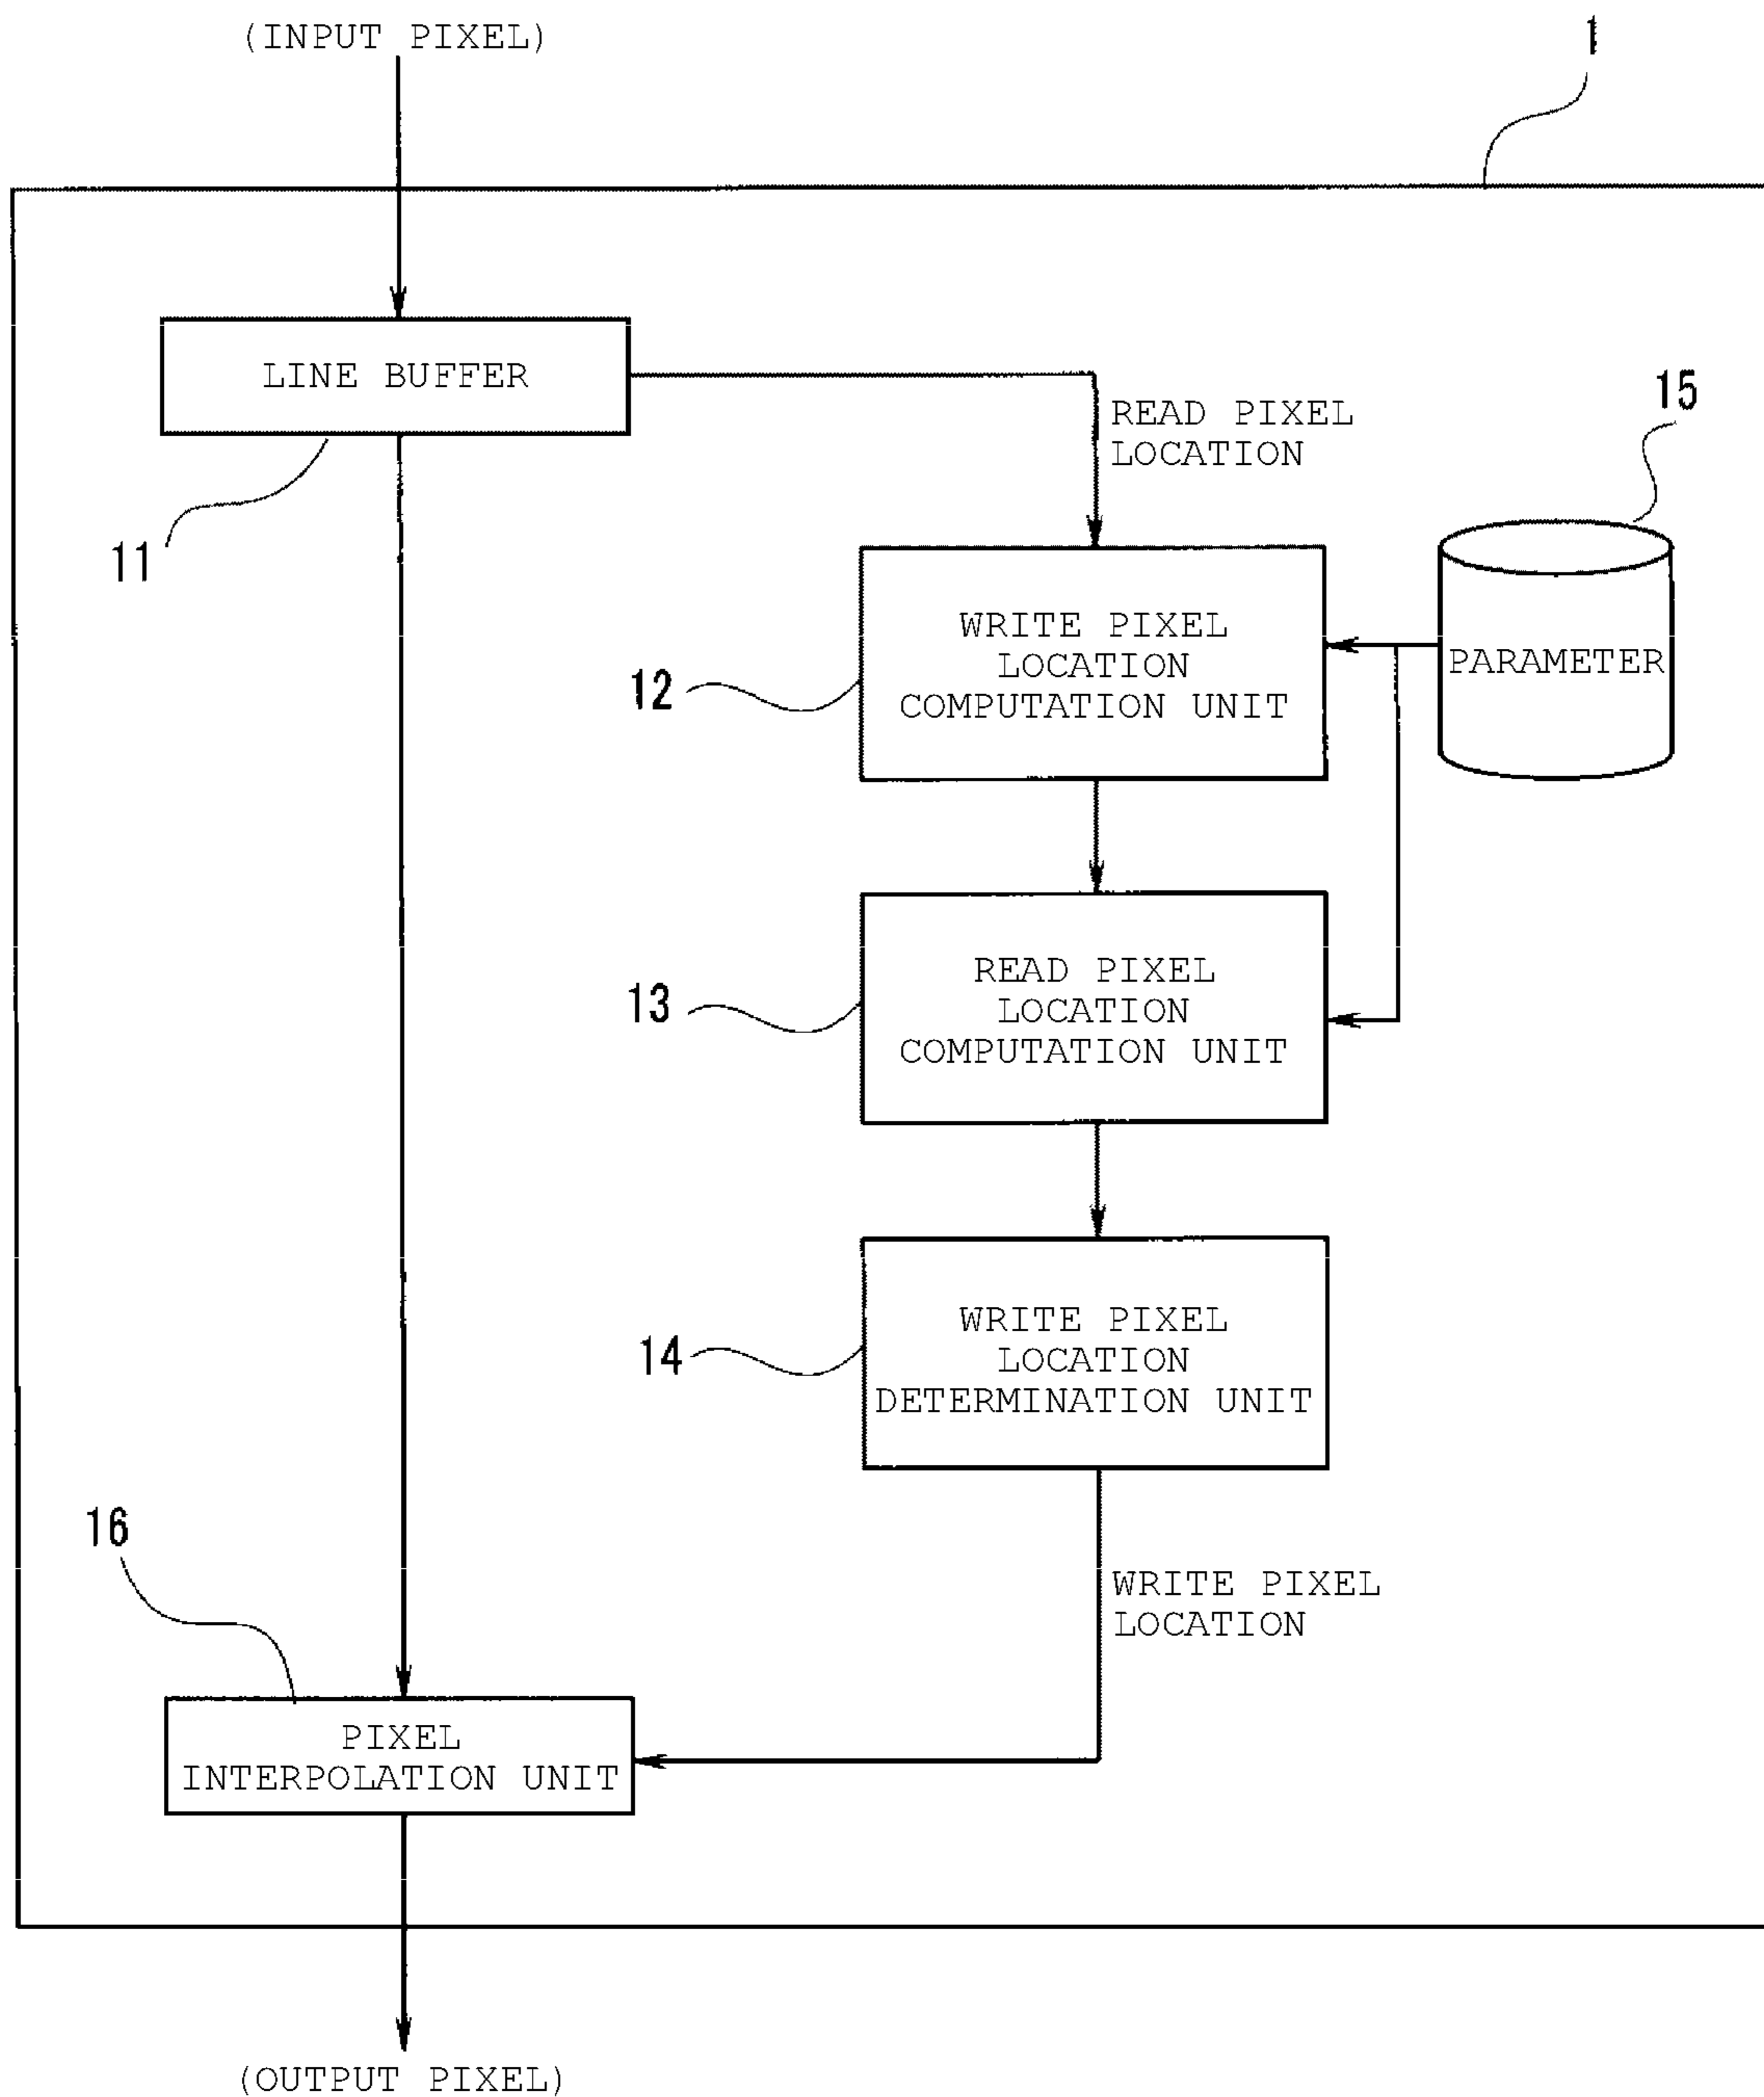 (INPUT PIXEL)
1
LINE BUFFER
READ PIXEL
LOCATION
15
11
WRITE PIXEL
LOCATION
COMPUTATION UNIT
PARAMETER
12
READ PIXEL
LOCATION
COMPUTATION UNIT
13
WRITE PIXEL
LOCATION
DETERMINATION UNIT
14
16
WRITE PIXEL
LOCATION
PIXEL
INTERPOLATION UNIT
(OUTPUT PIXEL)